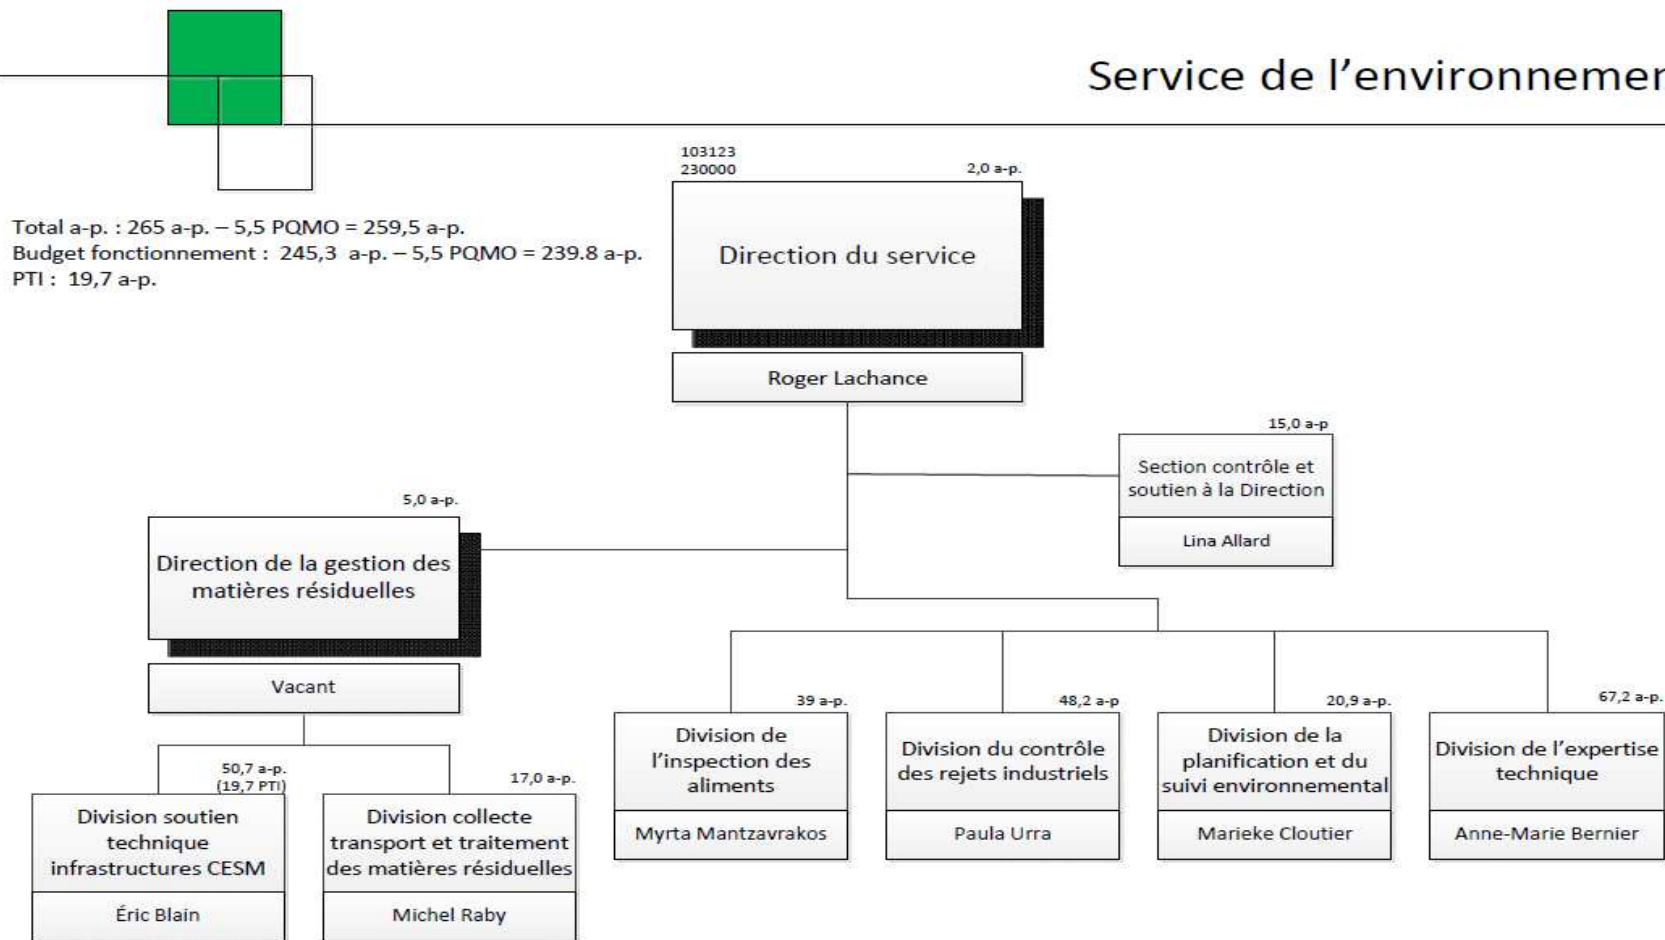 Service de l'environnemen
Total a-p. : 265 a-p. – 5,5 PQMO = 259,5 a-p.
Budget fonctionnement : 245,3 a-p. – 5,5 PQMO = 239.8 a-p.
PTI : 19,7 a-p.
103123
230000
2,0 a-p.
Direction du service
Roger Lachance
15,0 a-p
Section contrôle et
soutien à la Direction
Lina Allard
5,0 a-p.
Direction de la gestion des
matières résiduelles
Vacant
50,7 a-p.
(19,7 PTI)
Division soutien
technique
infrastructures CESM
Éric Blain
17,0 a-p.
Division collecte
transport et traitement
des matières résiduelles
Michel Raby
39 a-p.
Division de
l'inspection des
aliments
Myrta Mantzavrakos
48,2 a-p
Division du contrôle
des rejets industriels
Paula Urra
20,9 a-p.
Division de la
planification et du
suivi environnemental
Marieke Cloutier
67,2 a-p.
Division de l'expertise
technique
Anne-Marie Bernier